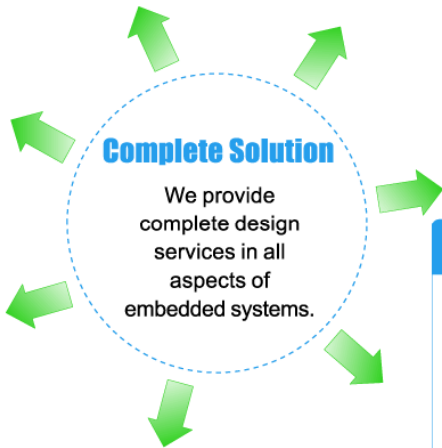 Complete Solution
We provide
complete design
services in all
aspects of
embedded systems.